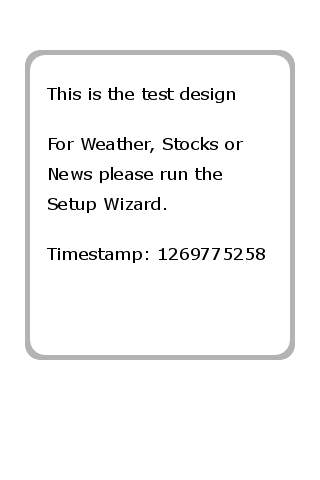 This is the test design
For Weather, Stocks or
News please run the
Setup Wizard.
Timestamp: 1269775258